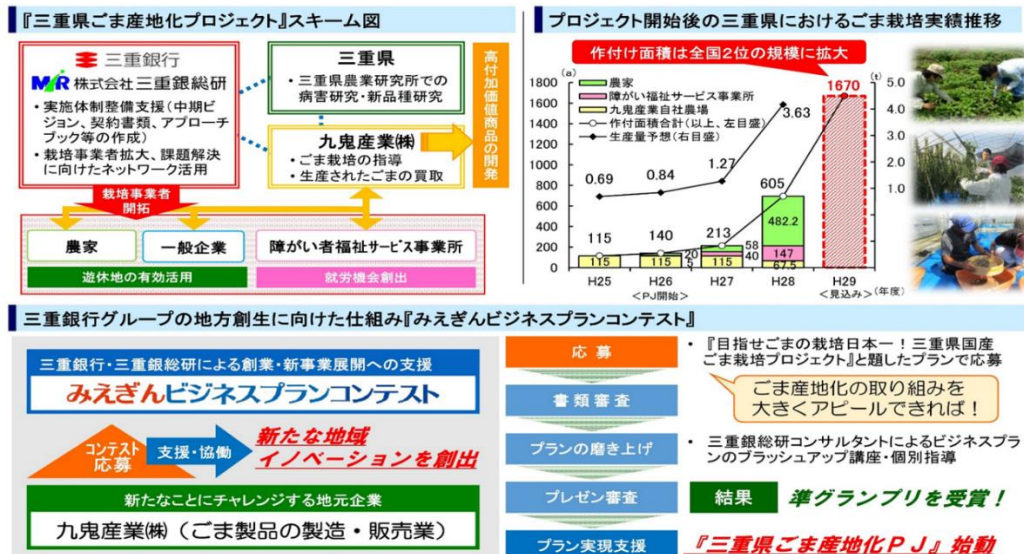 『三重県ごま産地化プロジェクト』スキーム図
三重銀行
MIR 株式会社三重銀総研
・実施体制整備支援(中期ビ
ジョン、契約書類、アプローチ
ブック等の作成)
・栽培事業者拡大、課題解決
に向けたネットワーク活用
三重県
・三重県農業研究所での
病害研究・新品種研究
九鬼産業㈱
・ごま栽培の指導
・生産されたごまの買取
高付加価値商品の開発
栽培事業者
開拓
農家
一般企業
障がい者福祉サービス事業所
遊休地の有効活用
就労機会創出
プロジェクト開始後の三重県におけるごま栽培実績推移
作付け面積は全国2位の規模に拡大
(a)
(t)
1800
1600
1400
1200
1000
800
600
400
200
0
5.0
4.0
3.0
2.0
1.0
農家
障がい福祉サービス事業所
九鬼産業自社農場
作付面積合計(以上、左目盛)
生産量予想(右目盛)
0.69
0.84
1.27
3.63
1670
115
140
213
605
482.2
58
20
5
40
147
115
115
115
67.5
H25
H26
H27
H28
H29
<PJ開始>
<見込み>
(年度)
三重銀行グループの地方創生に向けた仕組み『みえぎんビジネスプランコンテスト』
三重銀行・三重銀総研による創業・新事業展開への支援
みえぎんビジネスプランコンテスト
コンテスト
応募
支援・協働
新たな地域
イノベーションを創出
新たなことにチャレンジする地元企業
九鬼産業㈱(ごま製品の製造・販売業)
応募
書類審査
プランの磨き上げ
プレゼン審査
プラン実現支援
・『目指せごまの栽培日本一!三重県国産
ごま栽培プロジェクト』と題したプランで応募
ごま産地化の取り組みを
大きくアピールできれば!
・三重銀総研コンサルタントによるビジネスプラ
ンのブラッシュアップ講座・個別指導
結果
準グランプリを受賞!
『三重県ごま産地化PJ』始動